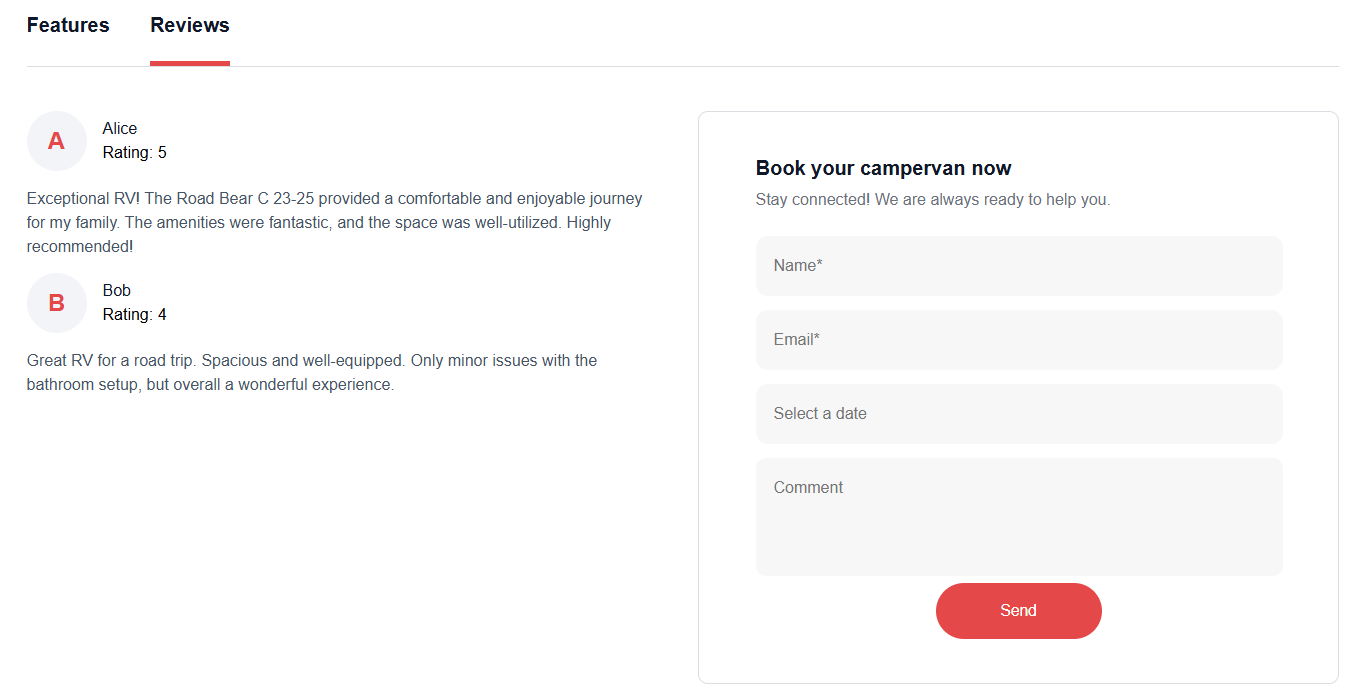 Features
Reviews
A
Alice
Rating: 5
Exceptional RV! The Road Bear C 23-25 provided a comfortable and enjoyable journey
for my family. The amenities were fantastic, and the space was well-utilized. Highly
recommended!
B
Bob
Rating: 4
Great RV for a road trip. Spacious and well-equipped. Only minor issues with the
bathroom setup, but overall a wonderful experience.
Book your campervan now
Stay connected! We are always ready to help you.
Name*
Email*
Select a date
Comment
Send